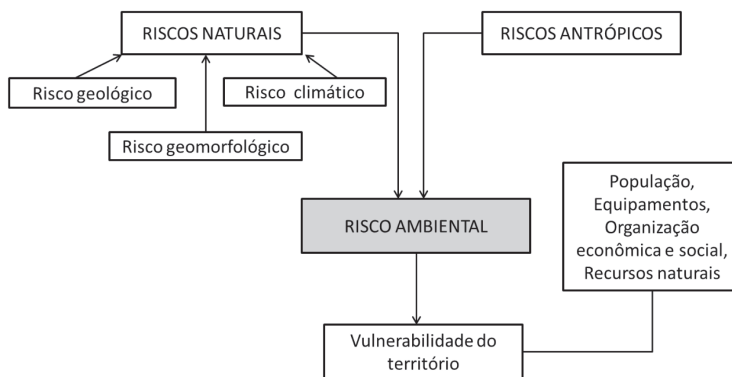 RISCOS NATURAIS
RISCOS ANTRÓPICOS
Risco geológico
Risco climático
Risco geomorfológico
População,
Equipamentos,
Organização
econômica e social,
Recursos naturais
RISCO AMBIENTAL
Vulnerabilidade do
território